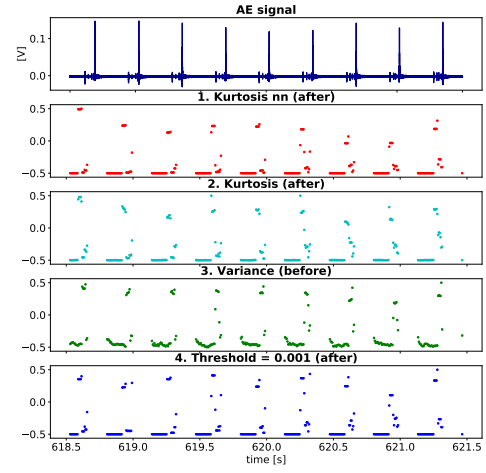 AE signal
[V]
0.1
0.0
1. Kurtosis nn (after)
0.5
0.0
−0.5
2. Kurtosis (after)
0.5
0.0
−0.5
3. Variance (before)
0.5
0.0
−0.5
4. Threshold = 0.001 (after)
0.5
0.0
−0.5
618.5 619.0 619.5 620.0 620.5 621.0 621.5
time [s]